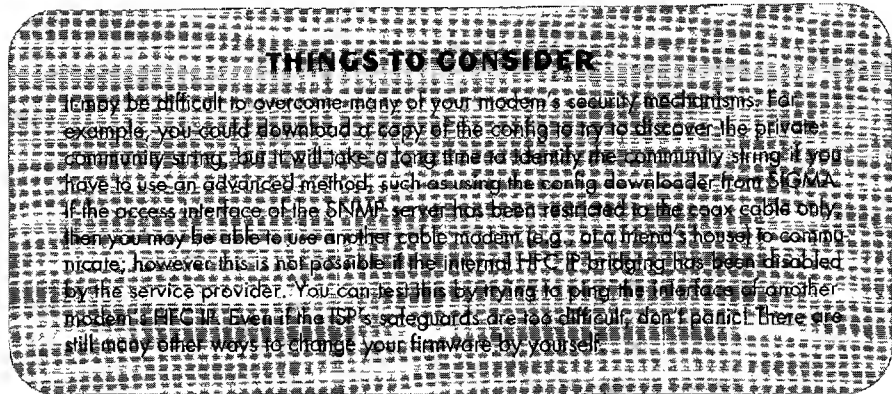 THINGS TO CONSIDER
It may be difficult to overcome many of your modem's security mechanisms. For
example, you could download a copy of the config to try to discover the private
community string, but it will take a long time to identify the community string if you
have to use an advanced method, such as using the config downloader from SIGMA.
If the access interface of the SNMP server has been restricted to the coax cable only,
then you may be able to use another cable modem (e.g., at a friend's house) to commu-
nicate; however this is not possible if the internal HFC IP bridging has been disabled
by the service provider. You can test this by trying to ping the interface of another
modem's HFC IP. Even if the ISP's safeguards are too difficult, don't panic! There are
still many other ways to change your firmware by yourself.